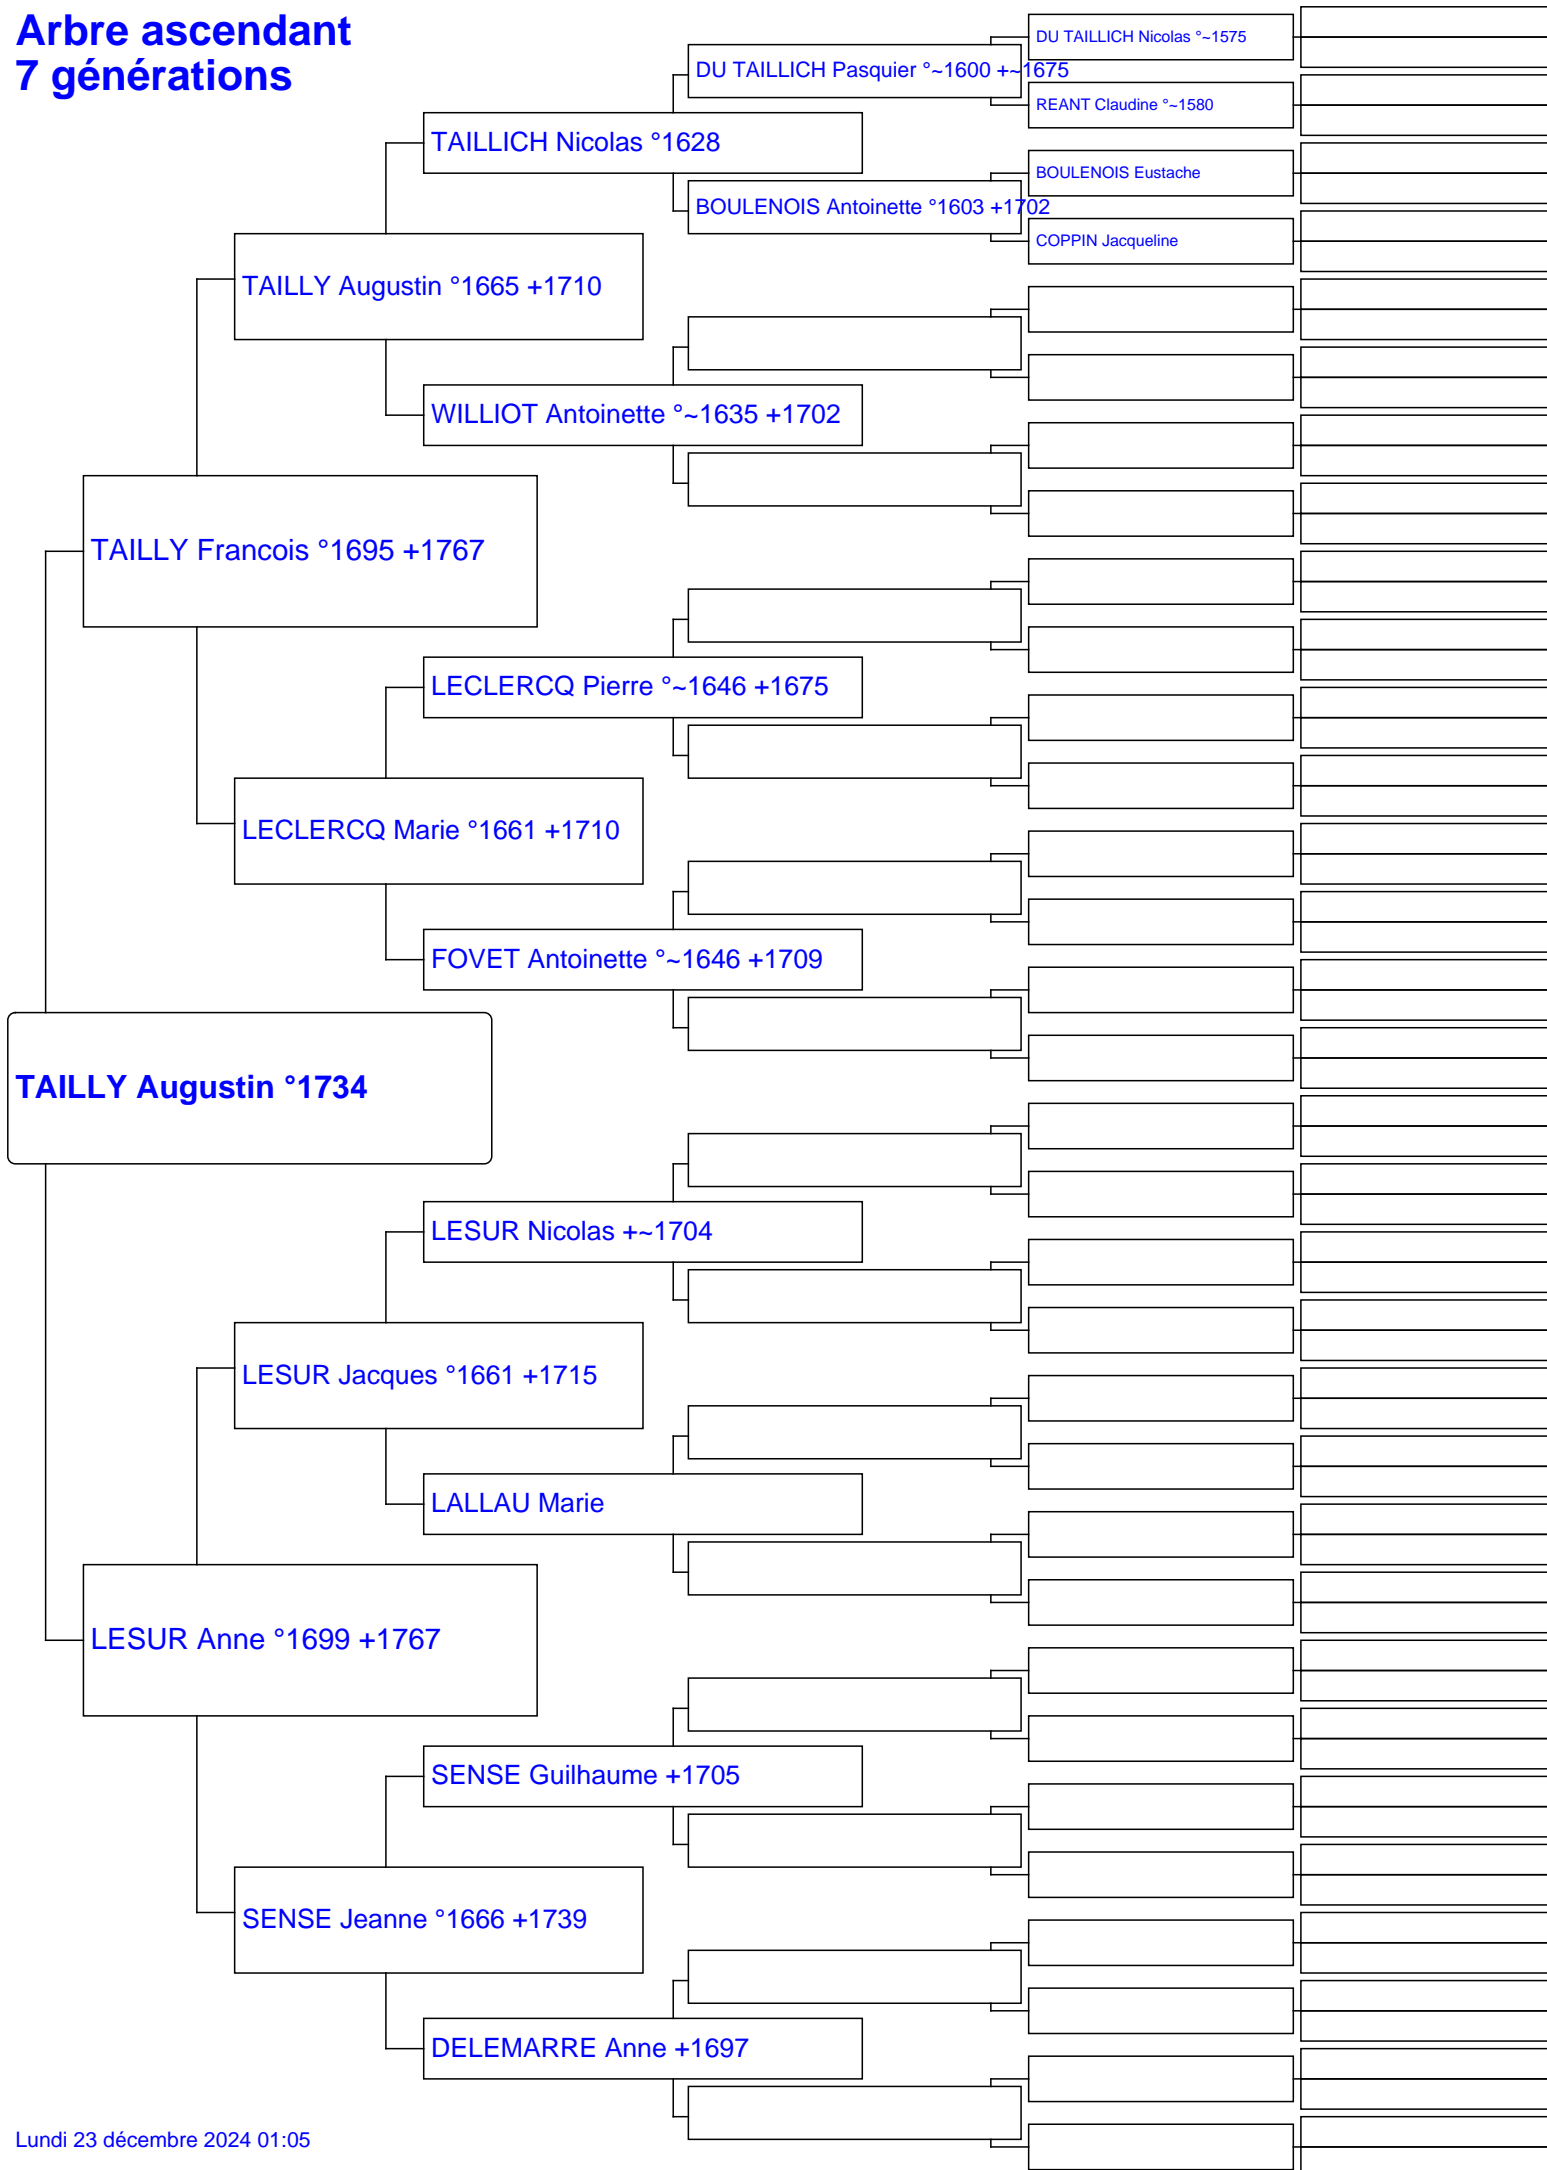 Arbre ascendant
7 générations
DU TAILLICH Nicolas °~1575
DU TAILLICH Pasquier °~1600 +~1675
REANT Claudine °~1580
TAILLICH Nicolas °1628
BOULENOIS Eustache
BOULENOIS Antoinette °1603 +1702
COPPIN Jacqueline
TAILLY Augustin °1665 +1710
WILLIOT Antoinette °~1635 +1702
TAILLY Francois °1695 +1767
LECLERCQ Pierre °~1646 +1675
LECLERCQ Marie °1661 +1710
FOVET Antoinette °~1646 +1709
TAILLY Augustin °1734
LESUR Nicolas +~1704
LESUR Jacques °1661 +1715
LALLAU Marie
LESUR Anne °1699 +1767
SENSE Guilhaume +1705
SENSE Jeanne °1666 +1739
DELEMARRE Anne +1697
Lundi 23 décembre 2024 01:05